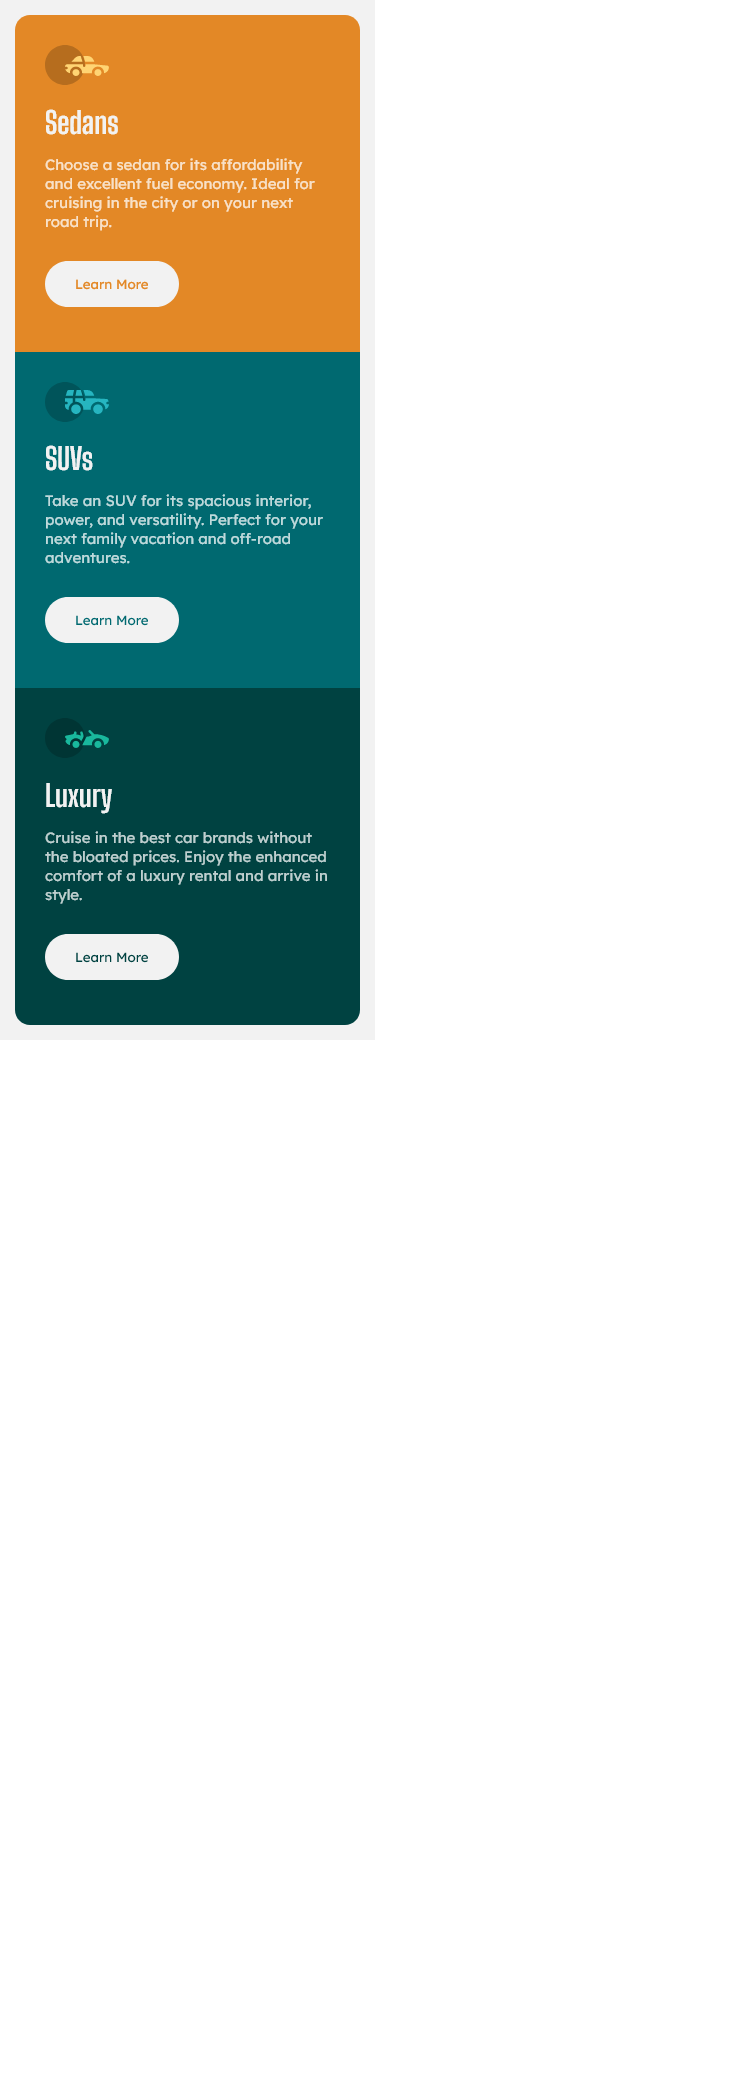 Sedans
Choose a sedan for its affordability
and excellent fuel economy. Ideal for
cruising in the city or on your next
road trip.
Learn More
SUVs
Take an SUV for its spacious interior,
power, and versatility. Perfect for your
next family vacation and off-road
adventures.
Learn More
Luxury
Cruise in the best car brands without
the bloated prices. Enjoy the enhanced
comfort of a luxury rental and arrive in
style.
Learn More